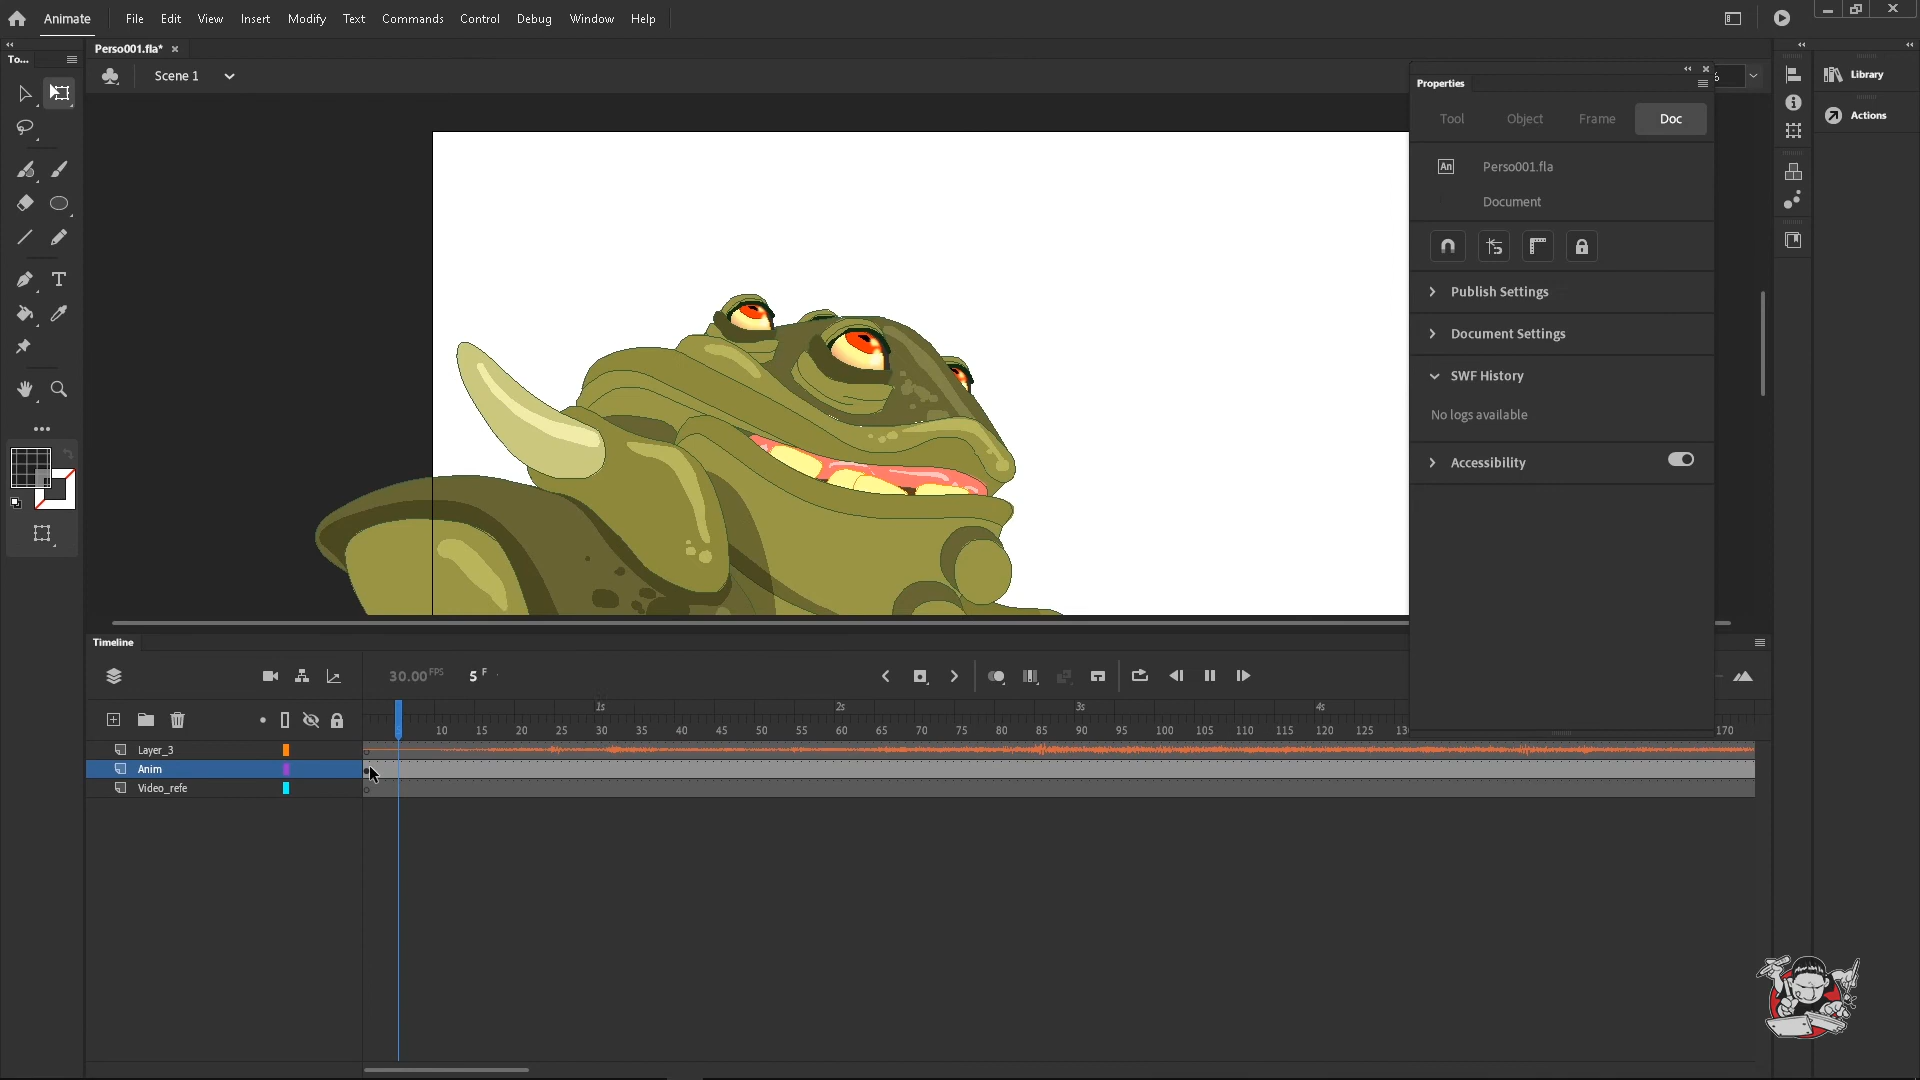 Animate File Edit View Insert Modify Text Commands Control Debug Window Help
Perso001.fla*
To...
Scene 1
Properties
Library
Actions
Tool Object Frame Doc
An Perso001.fla
Document
Publish Settings
Document Settings
SWF History
No logs available
Accessibility
Timeline
30.00 FPS 5 F
1s 2s 3s 4s
5 10 15 20 25 30 35 40 45 50 55 60 65 70 75 80 85 90 95 100 105 110 115 120 125 170
Layer_3
Anim
Video_refe